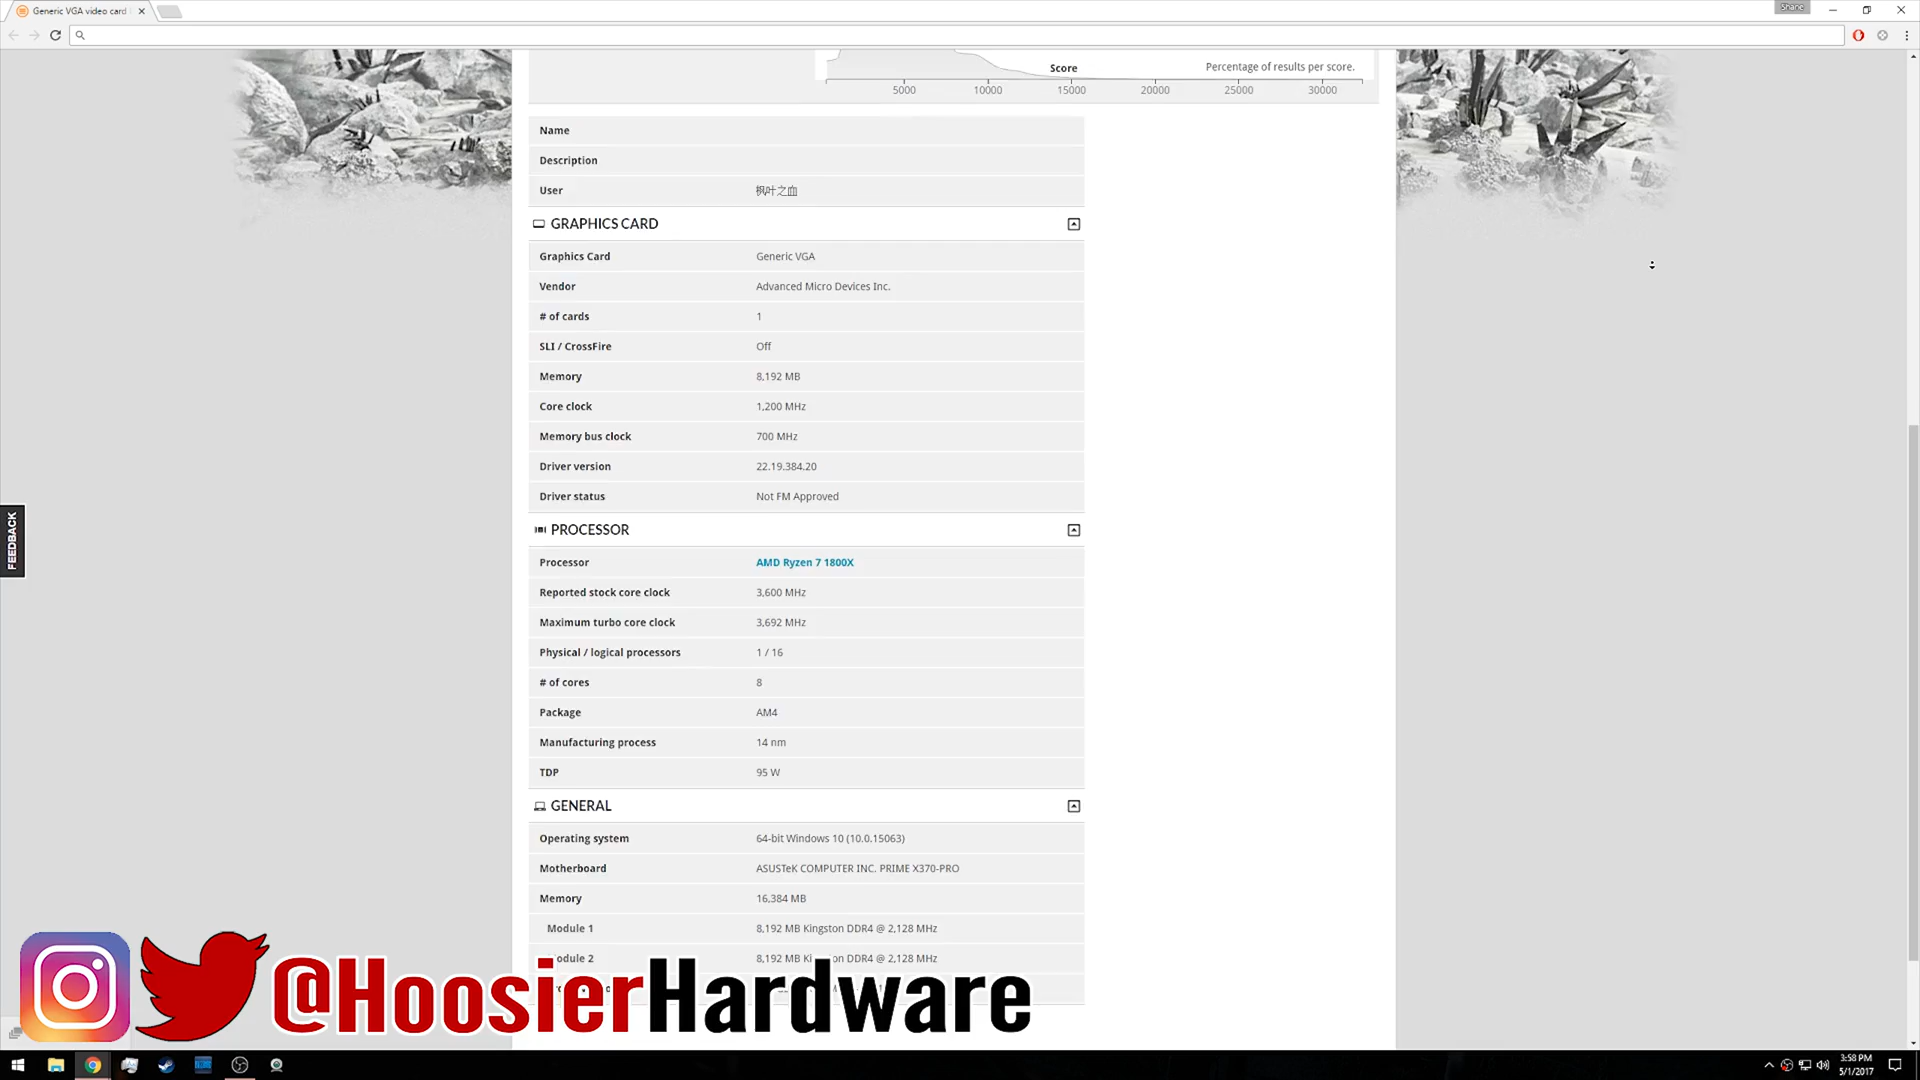 Generic VGA video card
Shane
Score
Percentage of results per score.
5000 10000 15000 20000 25000 30000
Name
Description
User 枫叶之血
GRAPHICS CARD
Graphics Card Generic VGA
Vendor Advanced Micro Devices Inc.
# of cards 1
SLI / CrossFire Off
Memory 8,192 MB
Core clock 1,200 MHz
Memory bus clock 700 MHz
Driver version 22.19.384.20
Driver status Not FM Approved
FEEDBACK
PROCESSOR
Processor AMD Ryzen 7 1800X
Reported stock core clock 3,600 MHz
Maximum turbo core clock 3,692 MHz
Physical / logical processors 1 / 16
# of cores 8
Package AM4
Manufacturing process 14 nm
TDP 95 W
GENERAL
Operating system 64-bit Windows 10 (10.0.15063)
Motherboard ASUSTeK COMPUTER INC. PRIME X370-PRO
Memory 16,384 MB
Module 1 8,192 MB Kingston DDR4 @ 2,128 MHz
2 8,192 MB DDR4 @ 2,128 MHz
@HoosierHardware
3:58 PM
5/1/2017